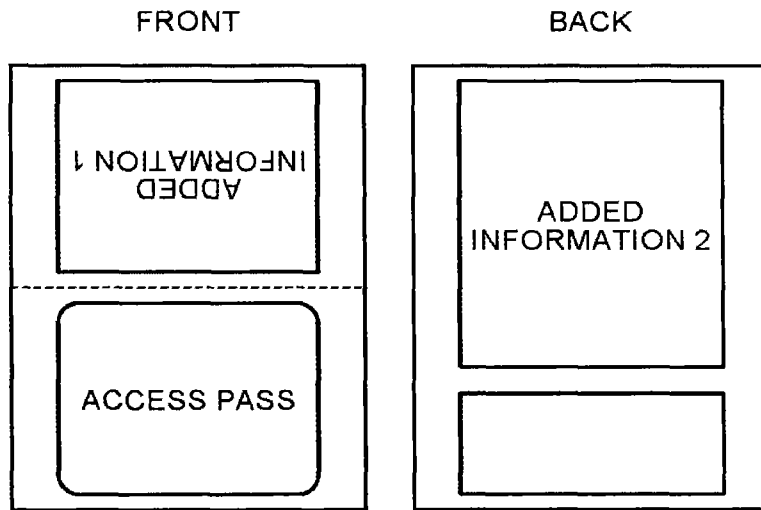 FRONT
BACK
ADDED
INFORMATION 1
ACCESS PASS
ADDED
INFORMATION 2